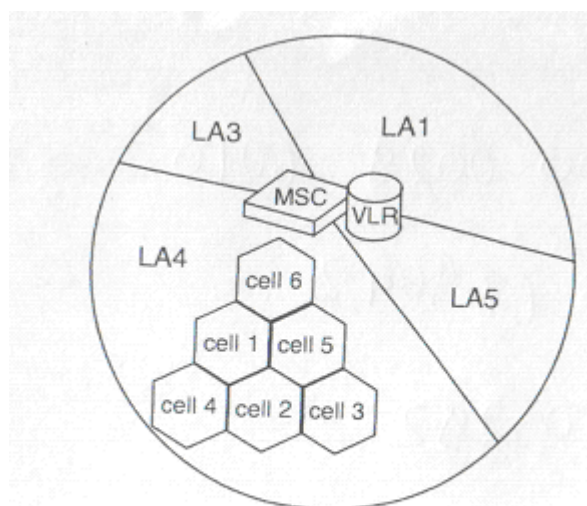 LA3
LA1
MSC
VLR
LA4
LA5
cell 6
cell 1
cell 5
cell 4
cell 2
cell 3